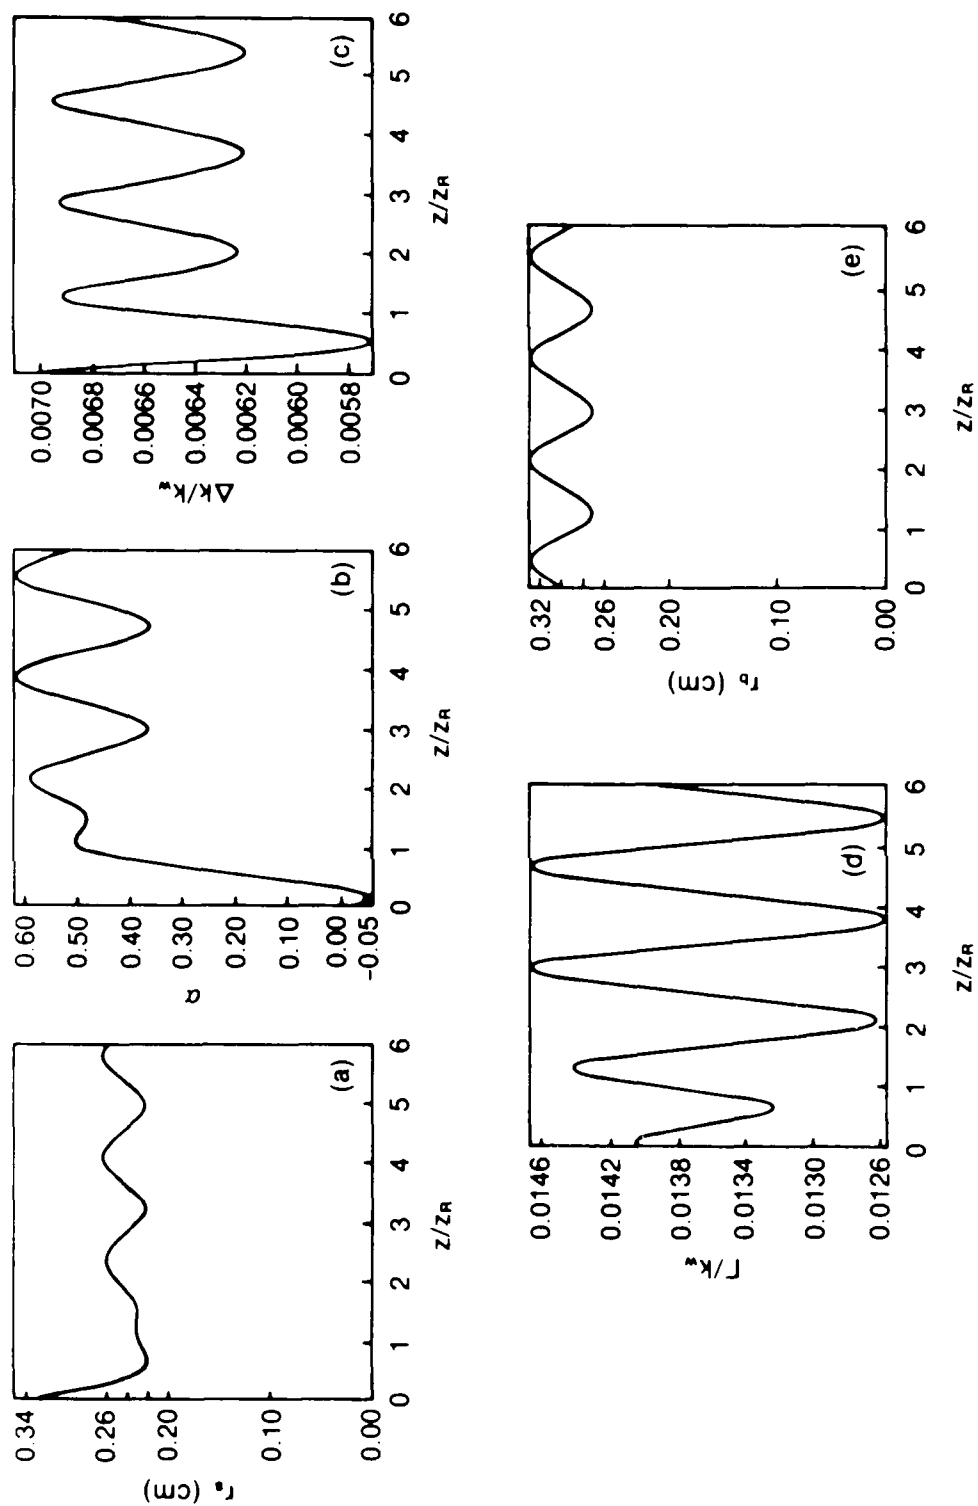 0.34
0.26
0.20
0.10
0.00
r_s (cm)
0 1 2 3 4 5 6
z/z_R
(a)
0.60
0.50
0.40
0.30
0.20
0.10
0.00
-0.05
α
0 1 2 3 4 5 6
z/z_R
(b)
0.0070
0.0068
0.0066
0.0064
0.0062
0.0060
0.0058
Δk/k_w
0 1 2 3 4 5 6
z/z_R
(c)
0.0146
0.0142
0.0138
0.0134
0.0130
0.0126
Γ/k_w
0 1 2 3 4 5 6
z/z_R
(d)
0.32
0.26
0.20
0.10
0.00
r_b (cm)
0 1 2 3 4 5 6
z/z_R
(e)